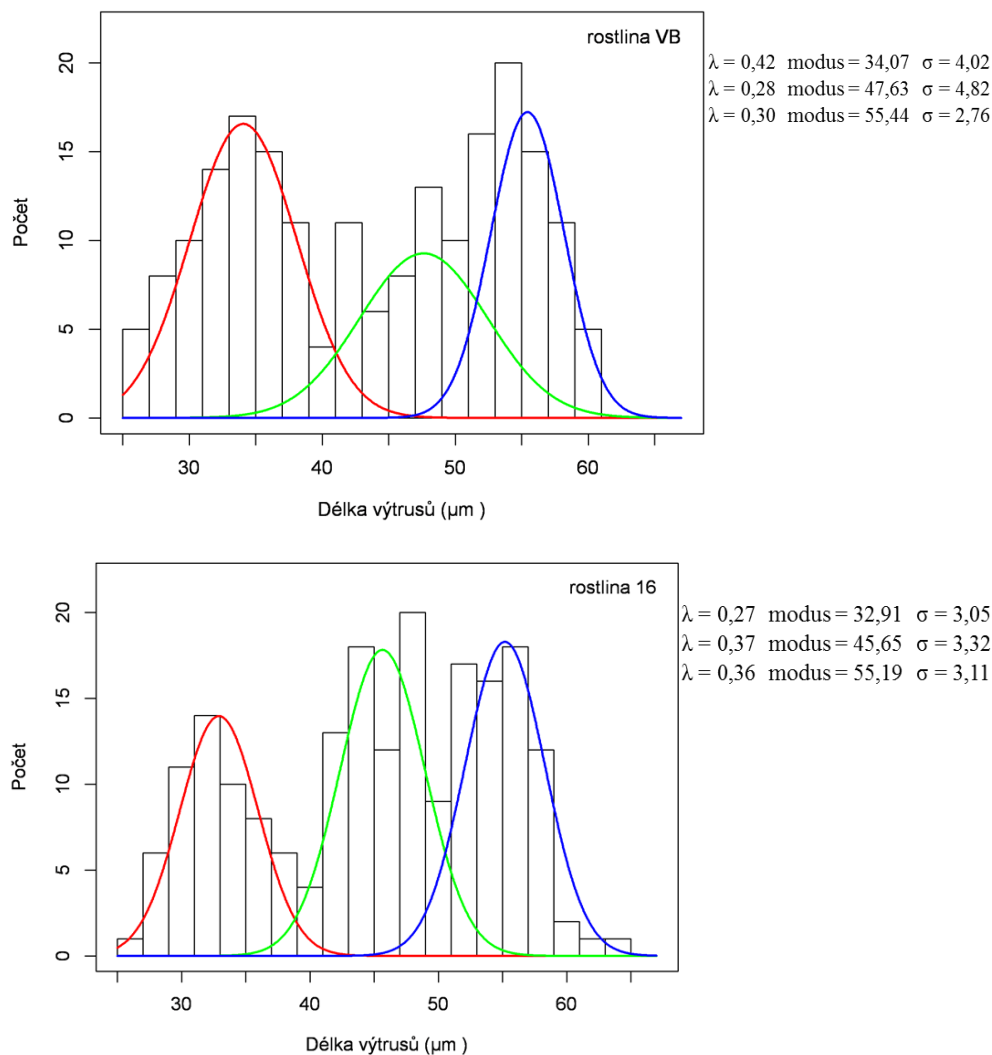 rostlina VB
λ = 0,42 modus = 34,07 σ = 4,02
λ = 0,28 modus = 47,63 σ = 4,82
λ = 0,30 modus = 55,44 σ = 2,76
Počet
20
15
10
5
0
30 40 50 60
Délka výtrusů (µm )
rostlina 16
λ = 0,27 modus = 32,91 σ = 3,05
λ = 0,37 modus = 45,65 σ = 3,32
λ = 0,36 modus = 55,19 σ = 3,11
Počet
20
15
10
5
0
30 40 50 60
Délka výtrusů (µm )